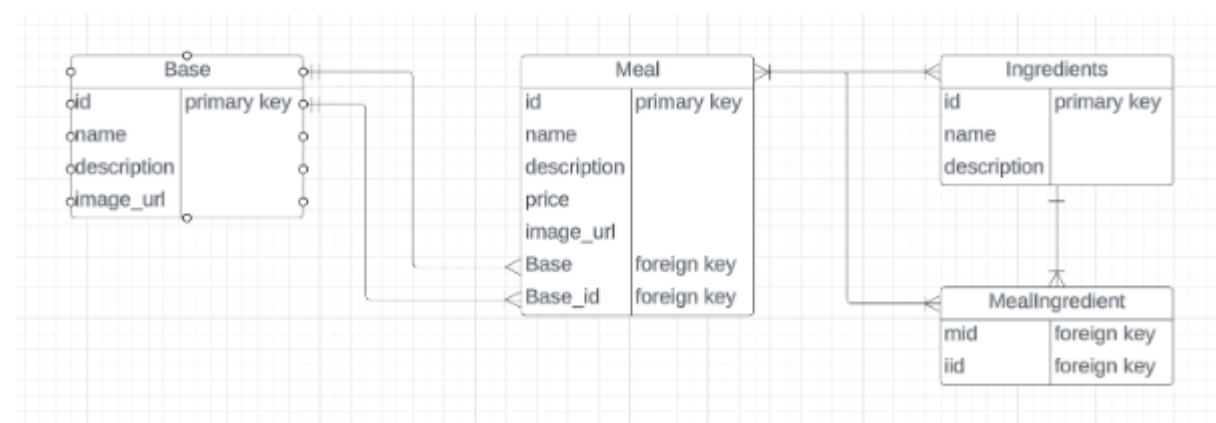 Base
id primary key
name
description
image_url
Meal
id primary key
name
description
price
image_url
Base foreign key
Base_id foreign key
Ingredients
id primary key
name
description
MealIngredient
mid foreign key
iid foreign key